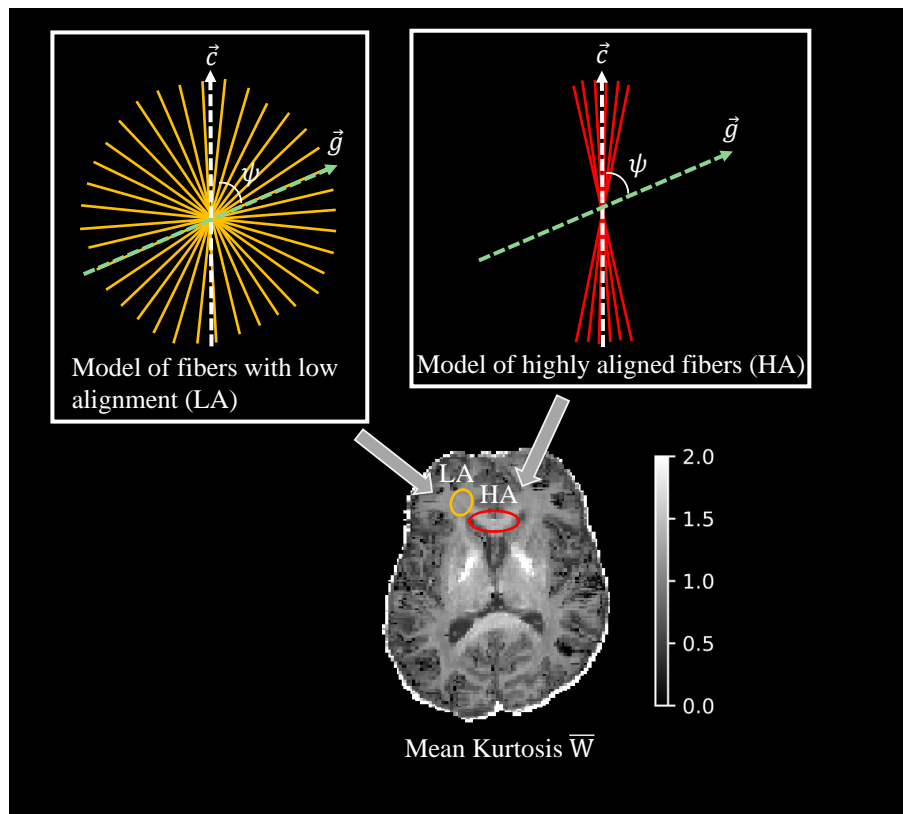 c⃗
g⃗
ψ
Model of fibers with low
alignment (LA)
c⃗
g⃗
ψ
Model of highly aligned fibers (HA)
LA
HA
2.0
1.5
1.0
0.5
0.0
Mean Kurtosis W̅